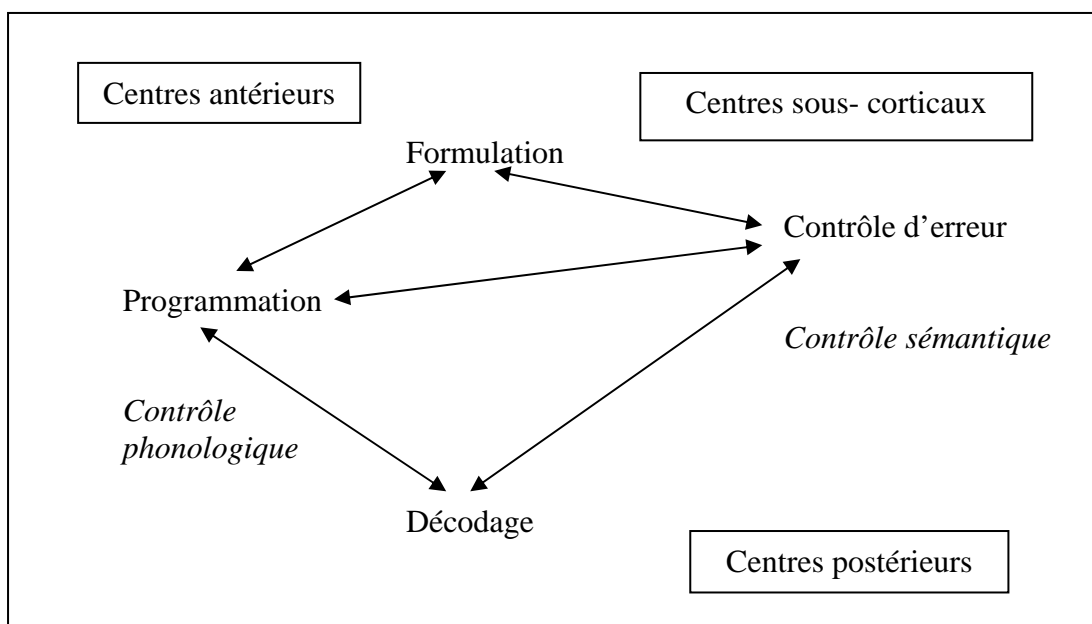 Centres antérieurs
Centres sous- corticaux
Formulation
Contrôle d’erreur
Programmation
Contrôle sémantique
Contrôle
phonologique
Décodage
Centres postérieurs